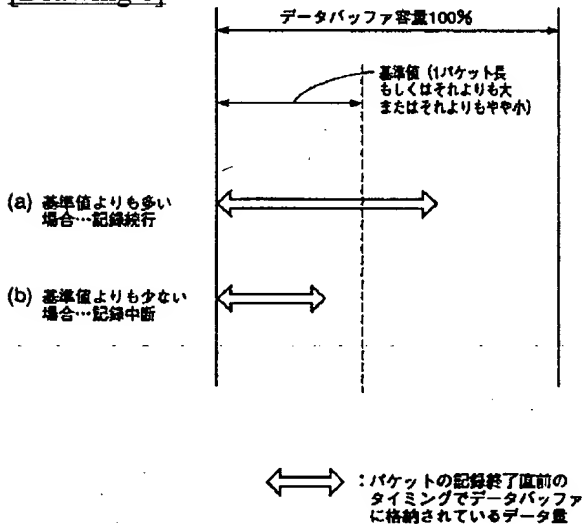 データバッファ容量100%
基準値（1パケット長
もしくはそれよりも大
またはそれよりもやや小）
(a) 基準値よりも多い
場合…記録続行
(b) 基準値よりも少ない
場合…記録中断
：パケットの記録終了直前の
タイミングでデータバッファ
に格納されているデータ量